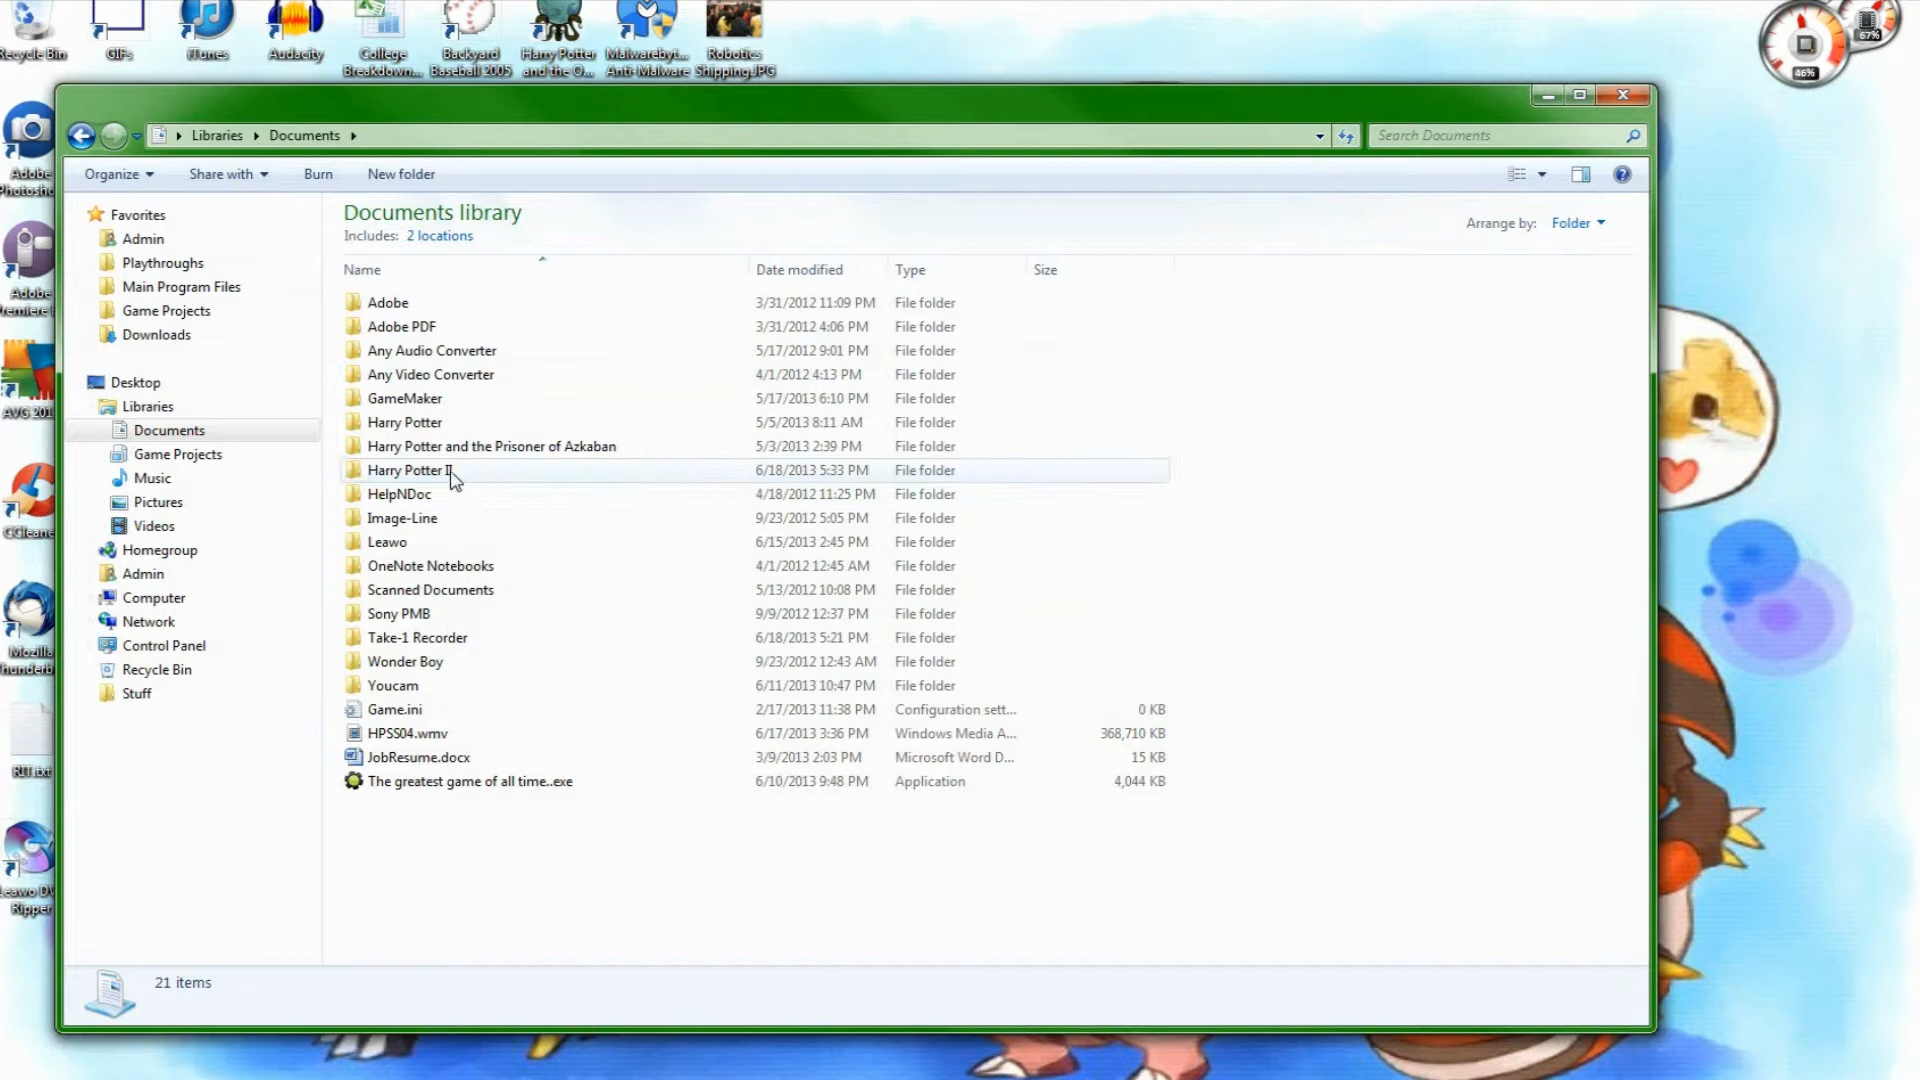 Recycle Bin
GIFs
iTunes
Audacity
College Breakdown...
Backyard Baseball 2005
Harry Potter and the O...
Malwarebyt... Anti-Malware
Robotics Shipping.JPG
46%
67%
Libraries Documents
Search Documents
Organize Share with Burn New folder
Documents library
Includes: 2 locations
Arrange by: Folder
Name Date modified Type Size
Favorites
Admin
Playthroughs
Main Program Files
Game Projects
Downloads
Desktop
Libraries
Documents
Game Projects
Music
Pictures
Videos
Homegroup
Admin
Computer
Network
Control Panel
Recycle Bin
Stuff
Adobe 3/31/2012 11:09 PM File folder
Adobe PDF 3/31/2012 4:06 PM File folder
Any Audio Converter 5/17/2012 9:01 PM File folder
Any Video Converter 4/1/2012 4:13 PM File folder
GameMaker 5/17/2013 6:10 PM File folder
Harry Potter 5/5/2013 8:11 AM File folder
Harry Potter and the Prisoner of Azkaban 5/3/2013 2:39 PM File folder
Harry Potter II 6/18/2013 5:33 PM File folder
HelpNDoc 4/18/2012 11:25 PM File folder
Image-Line 9/23/2012 5:05 PM File folder
Leawo 6/15/2013 2:45 PM File folder
OneNote Notebooks 4/1/2012 12:45 AM File folder
Scanned Documents 5/13/2012 10:08 PM File folder
Sony PMB 9/9/2012 12:37 PM File folder
Take-1 Recorder 6/18/2013 5:21 PM File folder
Wonder Boy 9/23/2012 12:43 AM File folder
Youcam 6/11/2013 10:47 PM File folder
Game.ini 2/17/2013 11:38 PM Configuration sett... 0 KB
HPSS04.wmv 6/17/2013 3:36 PM Windows Media A... 368,710 KB
JobResume.docx 3/9/2013 2:03 PM Microsoft Word D... 15 KB
The greatest game of all time..exe 6/10/2013 9:48 PM Application 4,044 KB
21 items
Adobe Photosho
Adobe remiere
AVG 201
CCleane
Mozilla hunderb
RIT.txt
Leawo DV Ripper